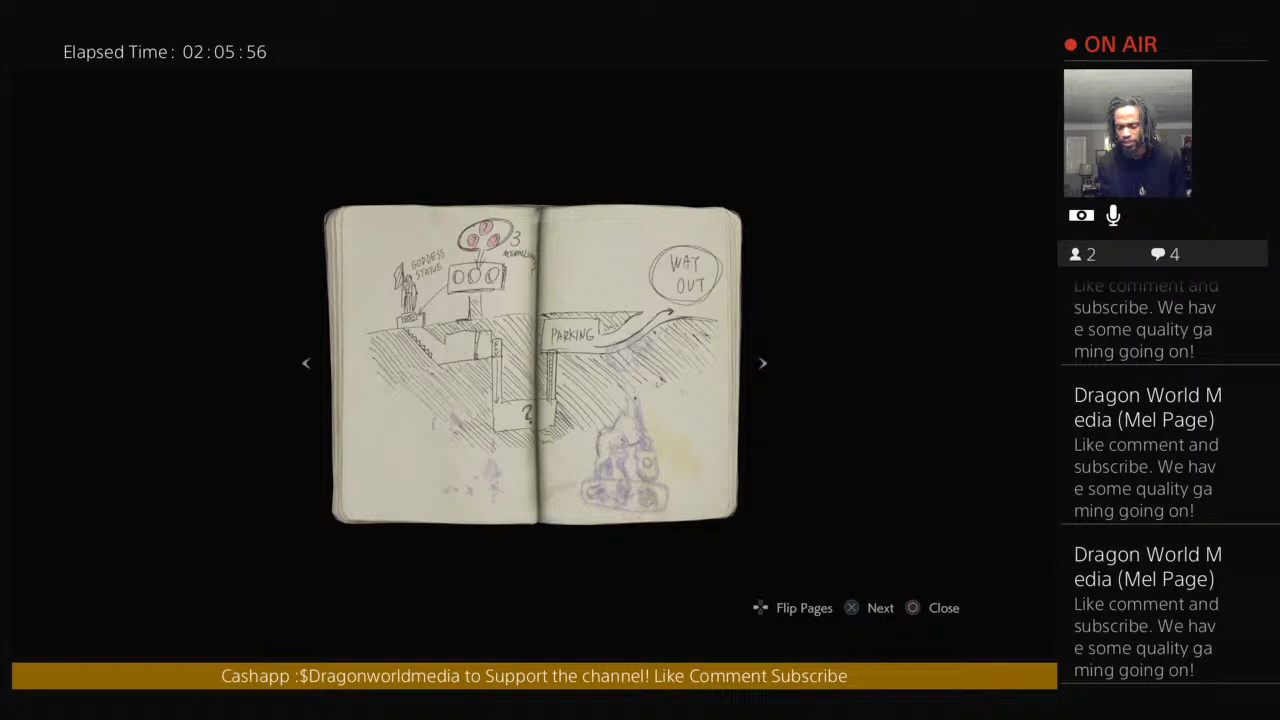 Elapsed Time: 02:05:56
ON AIR
2
4
Like comment and
subscribe. We hav
e some quality ga
ming going on!
Dragon World M
edia (Mel Page)
Like comment and
subscribe. We hav
e some quality ga
ming going on!
Dragon World M
edia (Mel Page)
Like comment and
subscribe. We hav
e some quality ga
ming going on!
3
GODDESS
STATUE
WAY
OUT
PARKING
?
Flip Pages
Next
Close
Cashapp :$Dragonworldmedia to Support the channel! Like Comment Subscribe